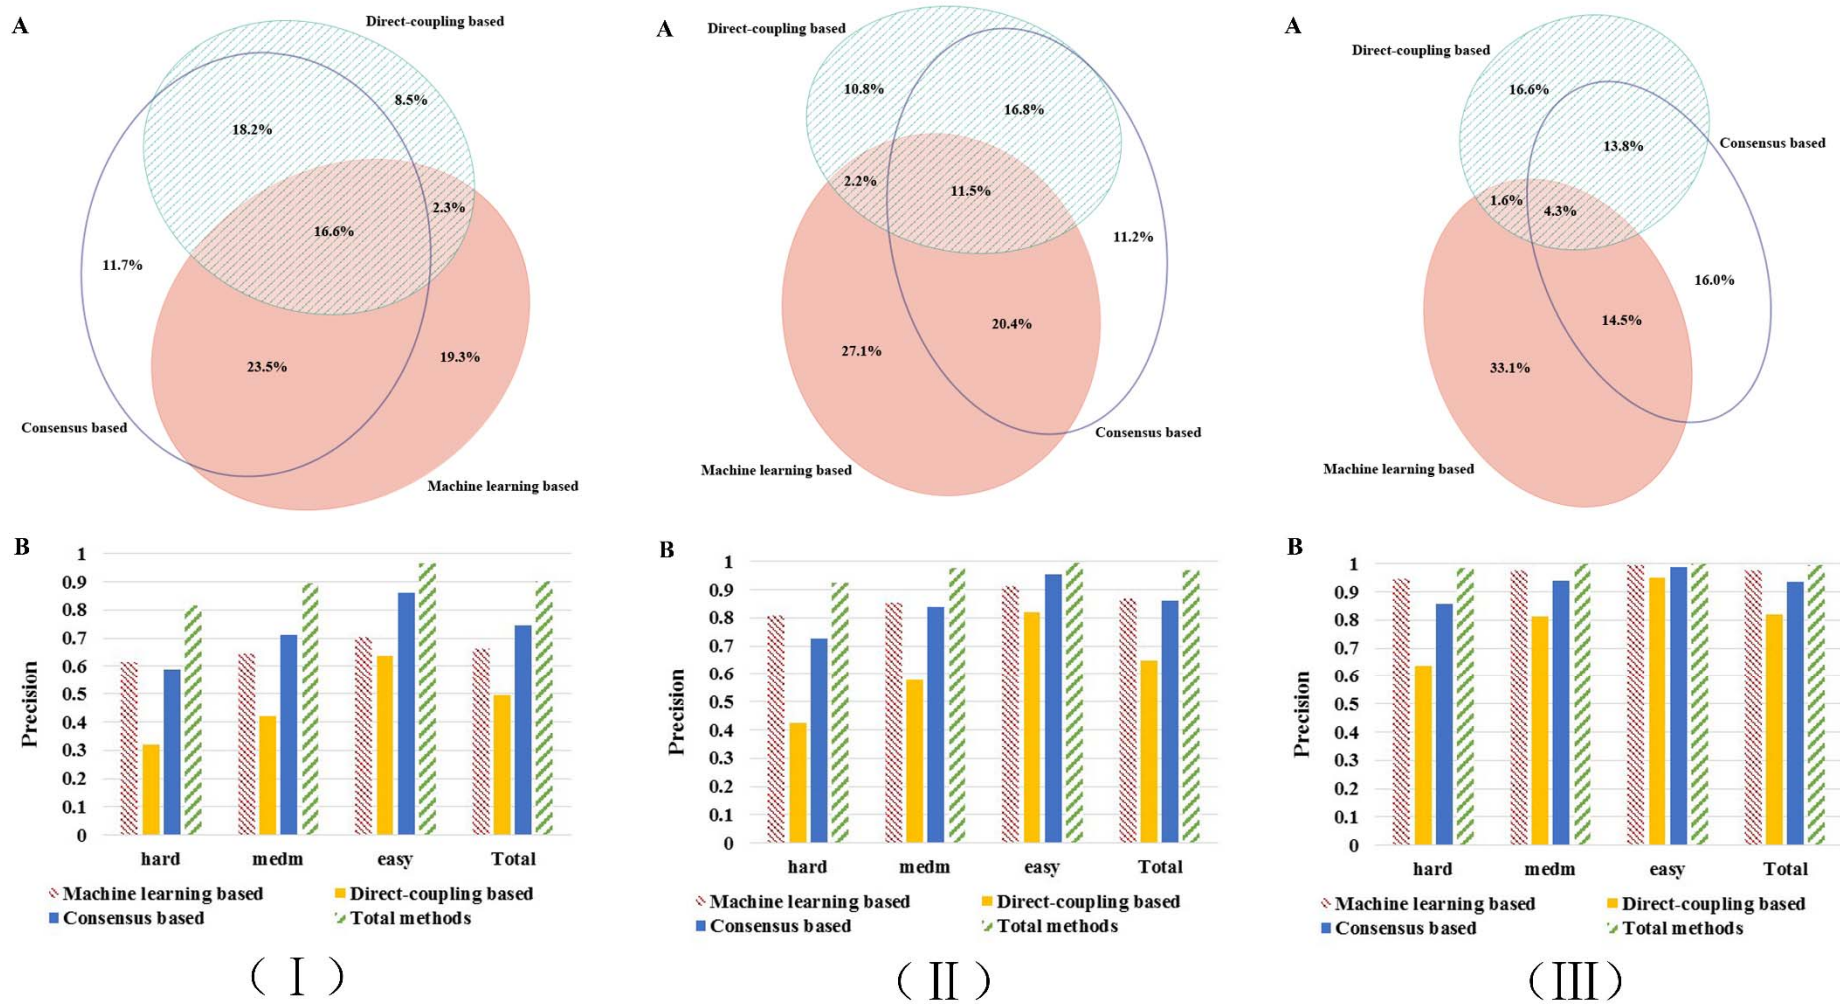 A
Direct-coupling based
8.5%
18.2%
2.3%
16.6%
11.7%
23.5%
19.3%
Consensus based
Machine learning based
A
Direct-coupling based
10.8%
16.8%
2.2%
11.5%
11.2%
20.4%
27.1%
Consensus based
Machine learning based
A
Direct-coupling based
16.6%
Consensus based
13.8%
1.6%
4.3%
16.0%
14.5%
33.1%
Machine learning based
B
Precision
1
0.9
0.8
0.7
0.6
0.5
0.4
0.3
0.2
0.1
0
hard medm easy Total
Machine learning based Direct-coupling based
Consensus based Total methods
( Ⅰ )
B
Precision
1
0.9
0.8
0.7
0.6
0.5
0.4
0.3
0.2
0.1
0
hard medm easy Total
Machine learning based Direct-coupling based
Consensus based Total methods
( Ⅱ )
B
Precision
1
0.9
0.8
0.7
0.6
0.5
0.4
0.3
0.2
0.1
0
hard medm easy Total
Machine learning based Direct-coupling based
Consensus based Total methods
( Ⅲ )